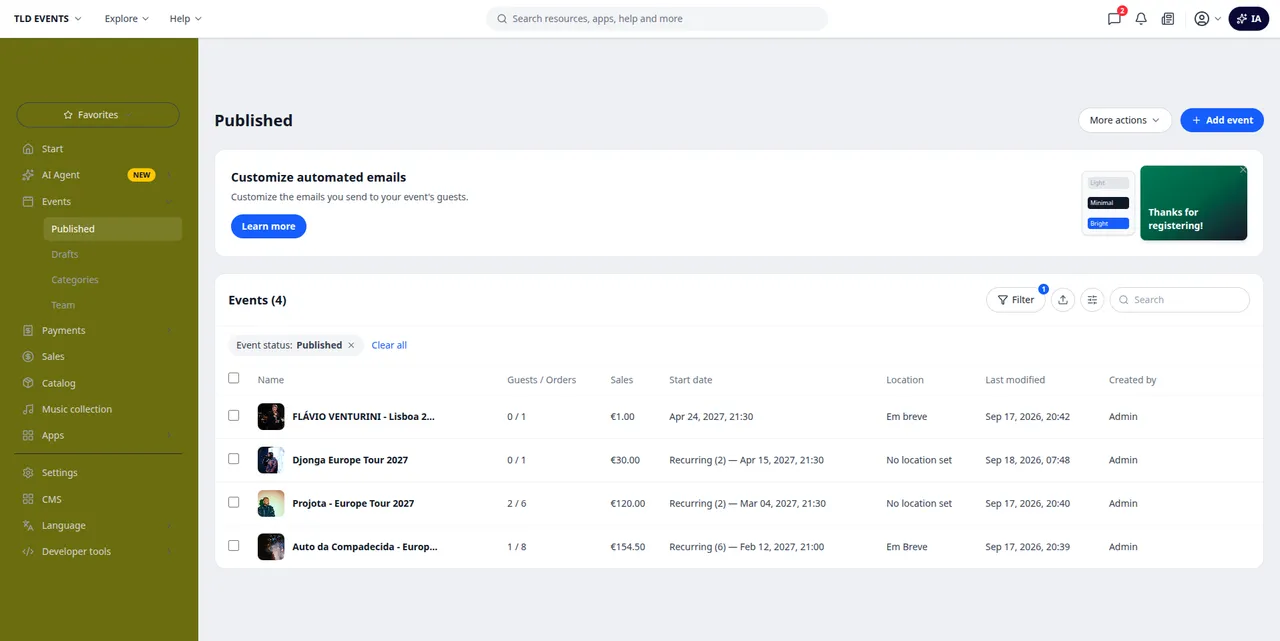 TLD EVENTS Explore Help Search resources, apps, help and more 2 IA
Favorites
Start
AI Agent NEW
Events
Published
Drafts
Categories
Team
Payments
Sales
Catalog
Music collection
Apps
Settings
CMS
Language
Developer tools
Published More actions + Add event
Customize automated emails
Customize the emails you send to your event's guests.
Learn more
Light
Minimal
Bright
Thanks for
registering!
Events (4) Filter 1 Search
Event status: Published × Clear all
Name Guests / Orders Sales Start date Location Last modified Created by
FLÁVIO VENTURINI - Lisboa 2... 0 / 1 €1.00 Apr 24, 2027, 21:30 Em breve Sep 17, 2026, 20:42 Admin
Djonga Europe Tour 2027 0 / 1 €30.00 Recurring (2) — Apr 15, 2027, 21:30 No location set Sep 18, 2026, 07:48 Admin
Projota - Europe Tour 2027 2 / 6 €120.00 Recurring (2) — Mar 04, 2027, 21:30 No location set Sep 17, 2026, 20:40 Admin
Auto da Compadecida - Europ... 1 / 8 €154.50 Recurring (6) — Feb 12, 2027, 21:00 Em Breve Sep 17, 2026, 20:39 Admin